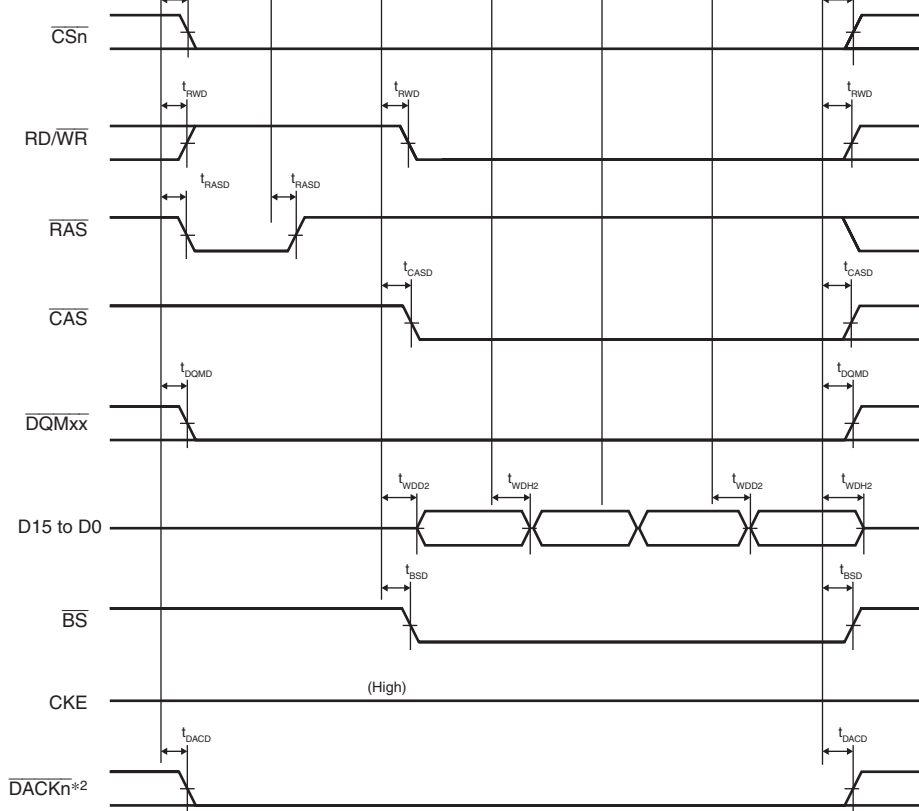 CSn
tRWD tRWD tRWD
RD/WR
tRASD tRASD
RAS
tCASD tCASD
CAS
tDQMD tDQMD
DQMxx
tWDD2 tWDH2 tWDD2 tWDH2
D15 to D0
tBSD tBSD
BS
(High)
CKE
tDACD tDACD
DACKn*2